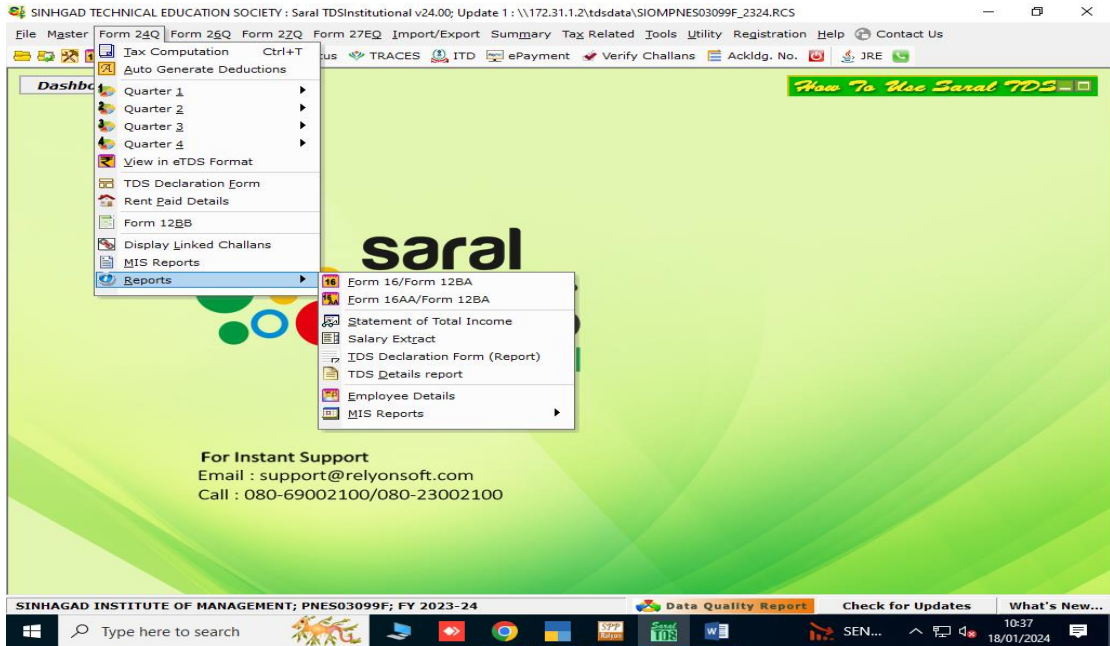 SINHGAD TECHNICAL EDUCATION SOCIETY : Saral TDSInstitutional v24.00; Update 1 : \\172.31.1.2\tdsdata\SIOMPNES03099F_2324.RCS
File Master Form 24Q Form 26Q Form 27Q Form 27EQ Import/Export Summary Tax Related Tools Utility Registration Help Contact Us
TRACES ITD ePayment Verify Challans Ackldg. No. JRE
How To Use Saral TDS
Tax Computation Ctrl+T
Auto Generate Deductions
Quarter 1
Quarter 2
Quarter 3
Quarter 4
View in eTDS Format
TDS Declaration Form
Rent Paid Details
Form 12BB
Display Linked Challans
MIS Reports
Reports
Form 16/Form 12BA
Form 16AA/Form 12BA
Statement of Total Income
Salary Extract
TDS Declaration Form (Report)
TDS Details report
Employee Details
MIS Reports
saral
For Instant Support
Email : support@relyonsoft.com
Call : 080-69002100/080-23002100
SINHAGAD INSTITUTE OF MANAGEMENT; PNES03099F; FY 2023-24 Data Quality Report Check for Updates What's New...
Type here to search SPP Saral TDS SEN... 10:37
18/01/2024